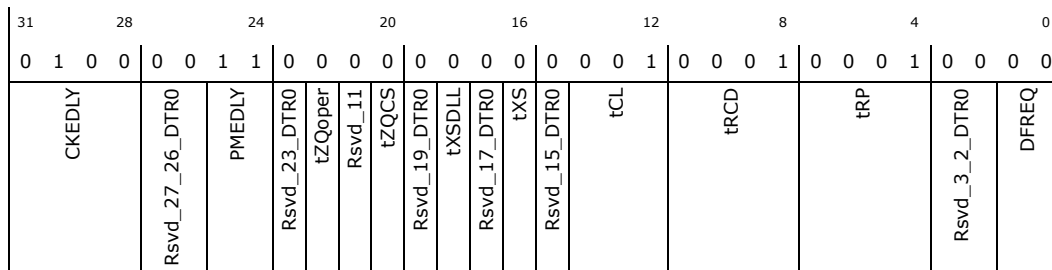 31 28 24 20 16 12 8 4 0
0 1 0 0 0 0 1 1 0 0 0 0 0 0 0 0 0 0 0 1 0 0 0 1 0 0 0 1 0 0 0 0
CKEDLY
Rsvd_27_26_DTR0
PMEDLY
Rsvd_23_DTR0
tZQoper
Rsvd_11
tZQCS
Rsvd_19_DTR0
tXSDLL
Rsvd_17_DTR0
tXS
Rsvd_15_DTR0
tCL
tRCD
tRP
Rsvd_3_2_DTR0
DFREQ